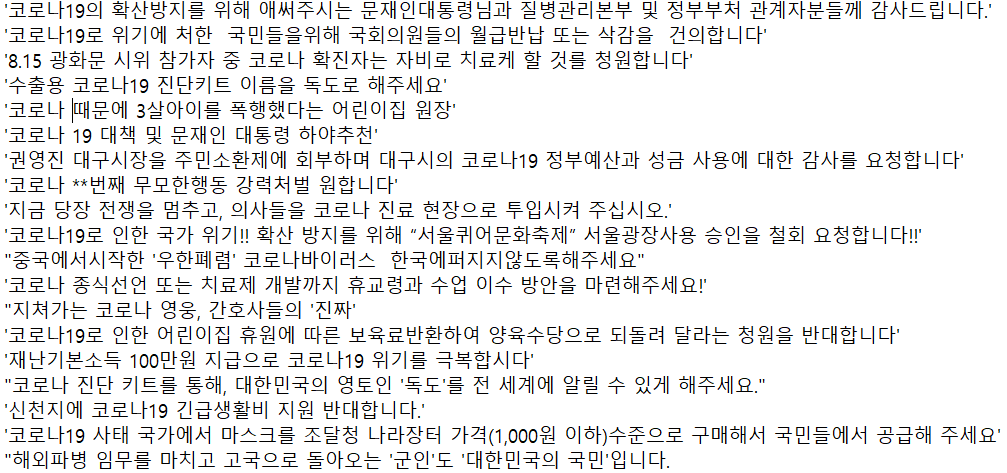 '코로나19의 확산방지를 위해 애써주시는 문재인대통령님과 질병관리본부 및 정부부처 관계자분들께 감사드립니다.'
'코로나19로 위기에 처한  국민들을위해 국회의원들의 월급반납 또는 삭감을  건의합니다'
'8.15 광화문 시위 참가자 중 코로나 확진자는 자비로 치료케 할 것를 청원합니다'
'수출용 코로나19 진단키트 이름을 독도로 해주세요'
'코로나 때문에 3살아이를 폭행했다는 어린이집 원장'
'코로나 19 대책 및 문재인 대통령 하야추천'
'권영진 대구시장을 주민소환제에 회부하며 대구시의 코로나19 정부예산과 성금 사용에 대한 감사를 요청합니다'
'코로나 **번째 무모한행동 강력처벌 원합니다'
'지금 당장 전쟁을 멈추고, 의사들을 코로나 진료 현장으로 투입시켜 주십시오.'
'코로나19로 인한 국가 위기!! 확산 방지를 위해 “서울퀴어문화축제” 서울광장사용 승인을 철회 요청합니다!!'
"중국에서시작한 '우한폐렴' 코로나바이러스  한국에퍼지지않도록해주세요"
'코로나 종식선언 또는 치료제 개발까지 휴교령과 수업 이수 방안을 마련해주세요!'
"지쳐가는 코로나 영웅, 간호사들의 '진짜'
'코로나19로 인한 어린이집 휴원에 따른 보육료반환하여 양육수당으로 되돌려 달라는 청원을 반대합니다'
'재난기본소득 100만원 지급으로 코로나19 위기를 극복합시다'
"코로나 진단 키트를 통해, 대한민국의 영토인 '독도'를 전 세계에 알릴 수 있게 해주세요."
'신천지에 코로나19 긴급생활비 지원 반대합니다.'
'코로나19 사태 국가에서 마스크를 조달청 나라장터 가격(1,000원 이하)수준으로 구매해서 국민들에서 공급해 주세요'
"해외파병 임무를 마치고 고국으로 돌아오는 '군인'도 '대한민국의 국민'입니다.